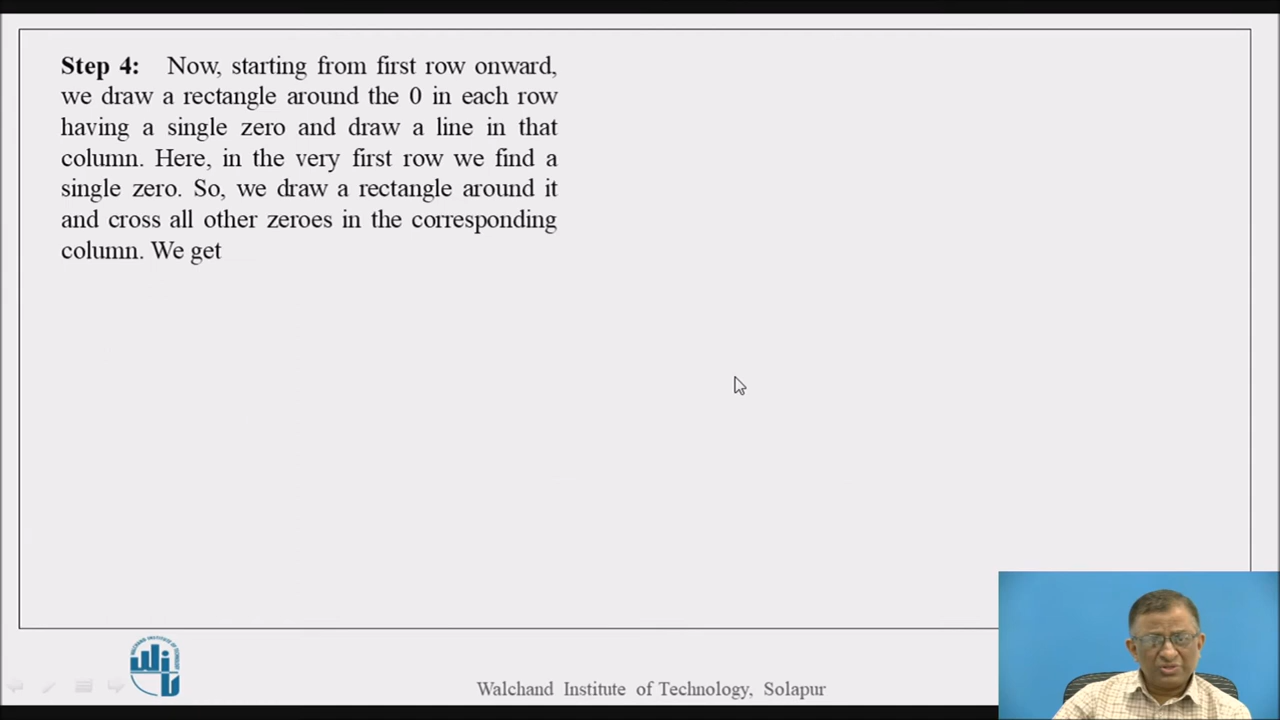 Step 4: Now, starting from first row onward,
we draw a rectangle around the 0 in each row
having a single zero and draw a line in that
column. Here, in the very first row we find a
single zero. So, we draw a rectangle around it
and cross all other zeroes in the corresponding
column. We get
Walchand Institute of Technology, Solapur